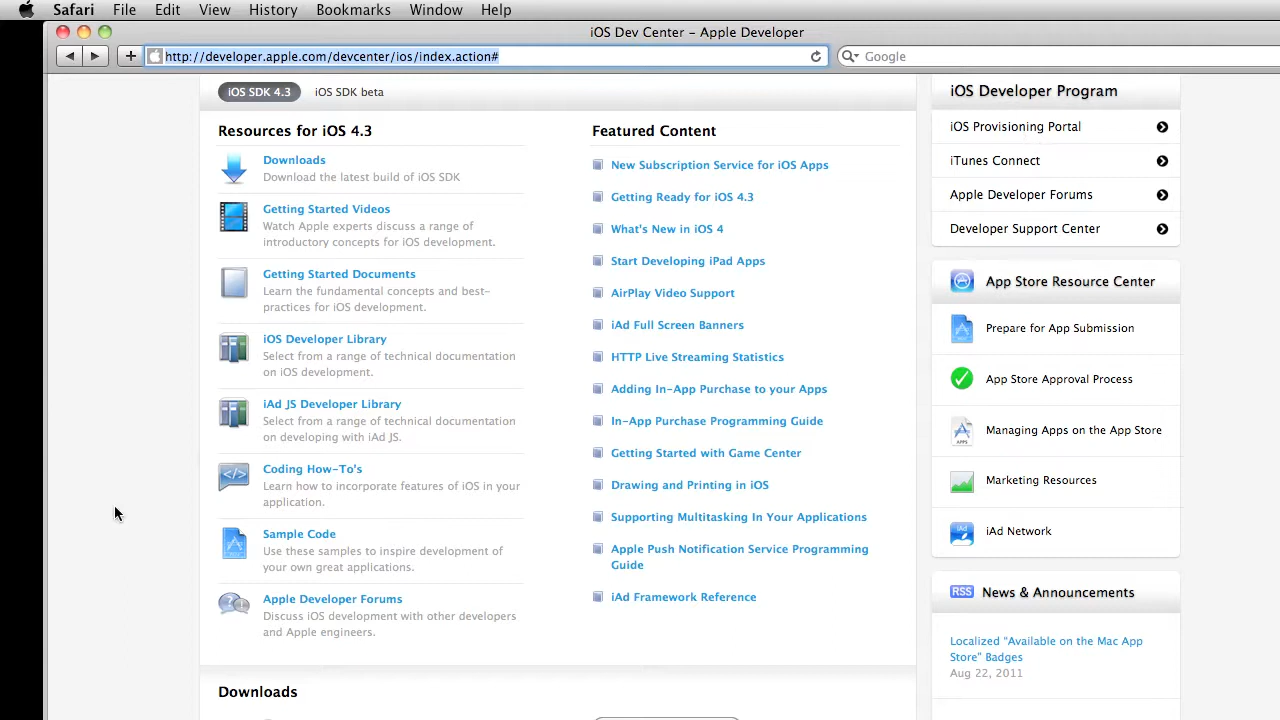 Safari File Edit View History Bookmarks Window Help
iOS Dev Center – Apple Developer
http://developer.apple.com/devcenter/ios/index.action#
Google
iOS SDK 4.3 iOS SDK beta
Resources for iOS 4.3
Downloads
Download the latest build of iOS SDK
Getting Started Videos
Watch Apple experts discuss a range of
introductory concepts for iOS development.
Getting Started Documents
Learn the fundamental concepts and best-
practices for iOS development.
iOS Developer Library
Select from a range of technical documentation
on iOS development.
iAd JS Developer Library
Select from a range of technical documentation
on developing with iAd JS.
Coding How-To's
Learn how to incorporate features of iOS in your
application.
Sample Code
Use these samples to inspire development of
your own great applications.
Apple Developer Forums
Discuss iOS development with other developers
and Apple engineers.
Downloads
Featured Content
New Subscription Service for iOS Apps
Getting Ready for iOS 4.3
What's New in iOS 4
Start Developing iPad Apps
AirPlay Video Support
iAd Full Screen Banners
HTTP Live Streaming Statistics
Adding In-App Purchase to your Apps
In-App Purchase Programming Guide
Getting Started with Game Center
Drawing and Printing in iOS
Supporting Multitasking In Your Applications
Apple Push Notification Service Programming
Guide
iAd Framework Reference
iOS Developer Program
iOS Provisioning Portal
iTunes Connect
Apple Developer Forums
Developer Support Center
App Store Resource Center
Prepare for App Submission
App Store Approval Process
APPS
Managing Apps on the App Store
Marketing Resources
iAd
iAd Network
RSS News & Announcements
Localized "Available on the Mac App
Store" Badges
Aug 22, 2011